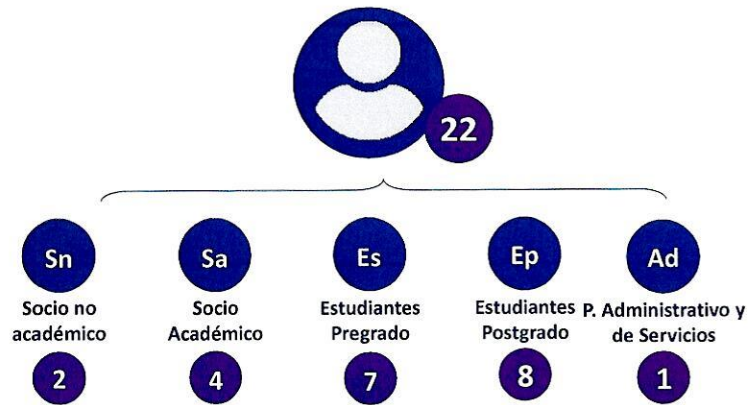 22
Sn
Sa
Es
Ep
Ad
Socio no
académico
Socio
Académico
Estudiantes
Pregrado
Estudiantes
Postgrado
P. Administrativo y
de Servicios
2
4
7
8
1